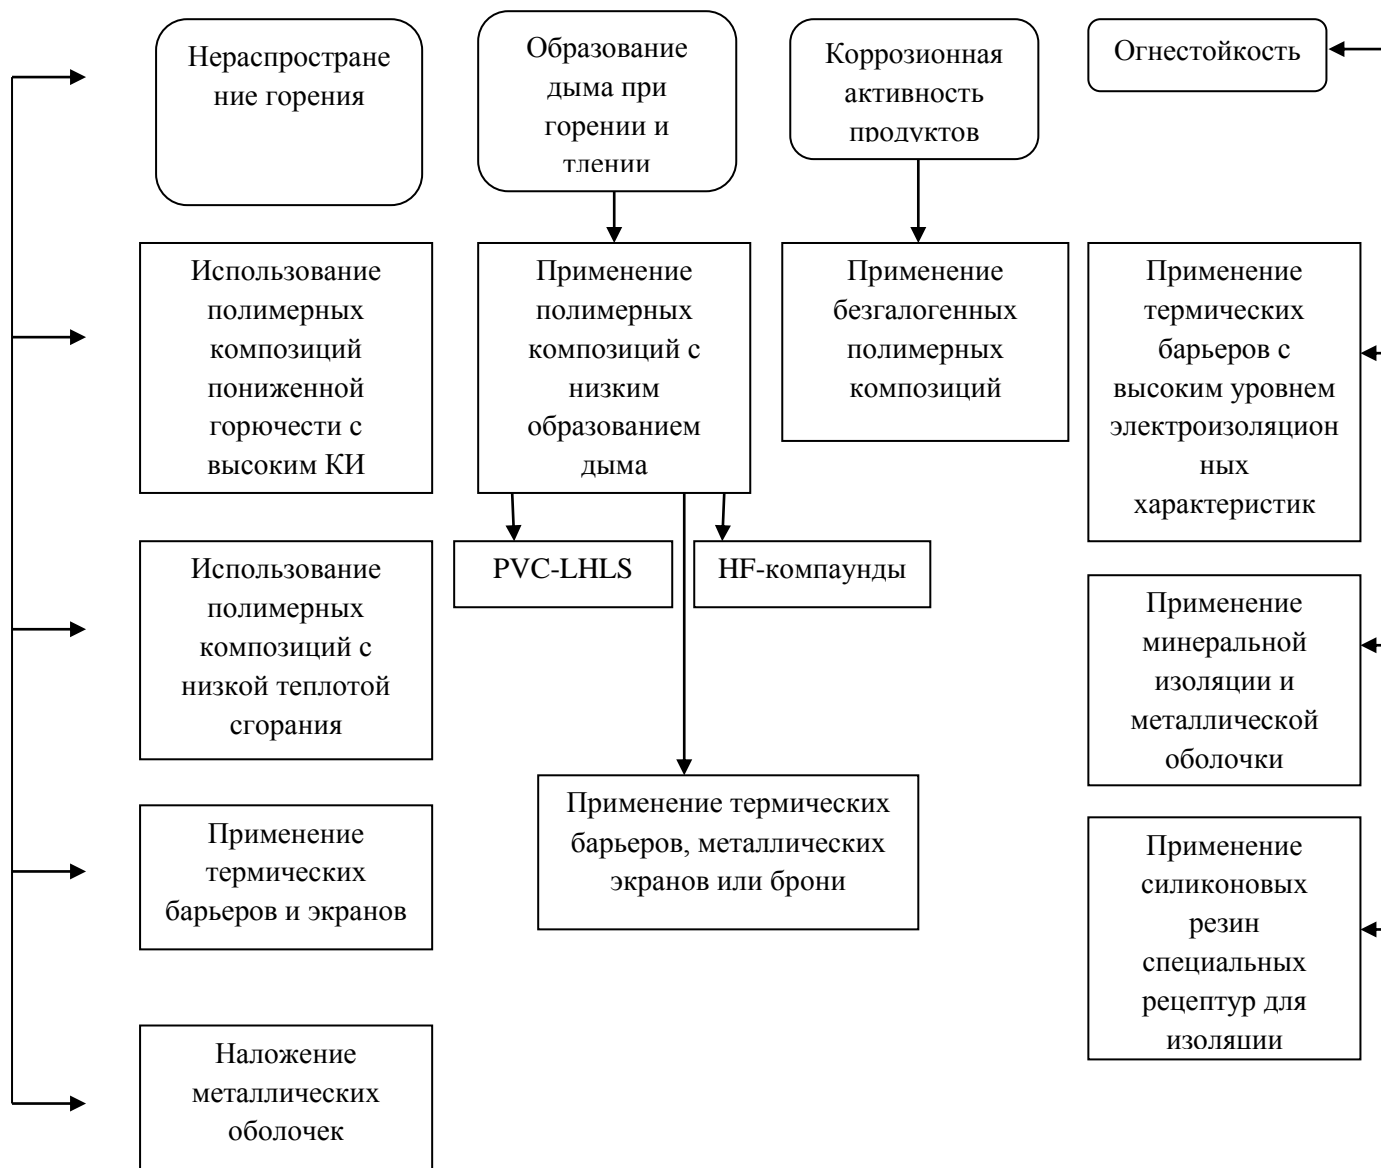 Нераспростране
ние горения
Образование
дыма при
горении и
тлении
Коррозионная
активность
продуктов
Огнестойкость
Использование
полимерных
композиций
пониженной
горючести с
высоким КИ
Применение
полимерных
композиций с
низким
образованием
дыма
Применение
безгалогенных
полимерных
композиций
Применение
термических
барьеров с
высоким уровнем
электроизоляцион
ных
характеристик
PVC-LHLS
HF-компаунды
Использование
полимерных
композиций с
низкой теплотой
сгорания
Применение
минеральной
изоляции и
металлической
оболочки
Применение термических
барьеров, металлических
экранов или брони
Применение
термических
барьеров и экранов
Применение
силиконовых
резин
специальных
рецептур для
изоляции
Наложение
металлических
оболочек